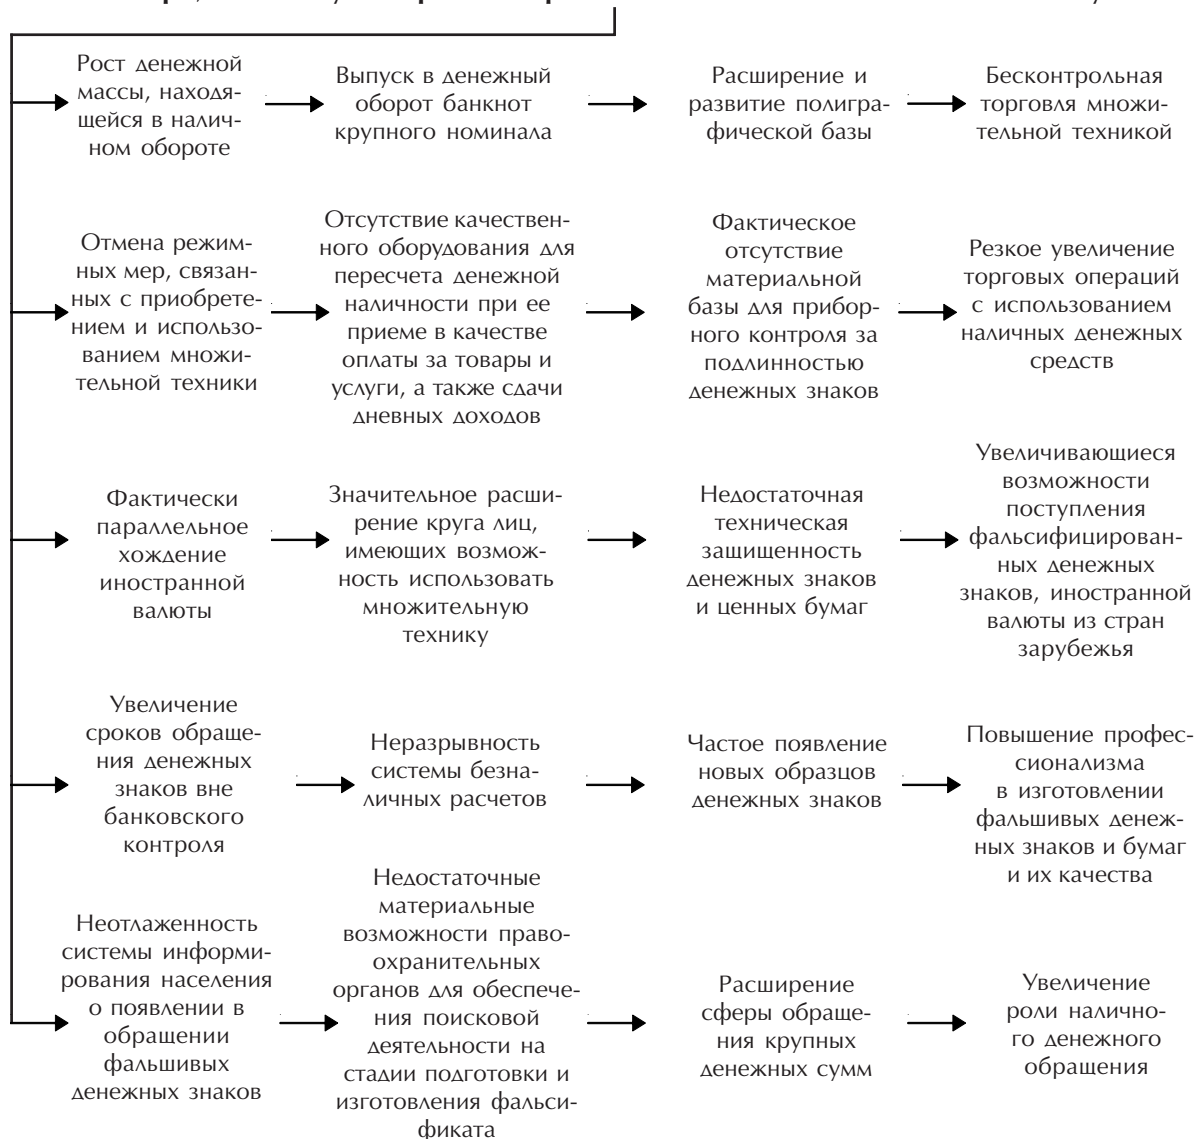 Рост денежной
массы, находя-
щейся в налич-
ном обороте
Выпуск в денежный
оборот банкнот
крупного номинала
Расширение и
развитие полигра-
фической базы
Бесконтрольная
торговля множи-
тельной техникой
Отмена режим-
ных мер, связан-
ных с приобрете-
нием и использо-
ванием множи-
тельной техники
Отсутствие качествен-
ного оборудования для
пересчета денежной
наличности при ее
приеме в качестве
оплаты за товары и
услуги, а также сдачи
дневных доходов
Фактическое
отсутствие
материальной
базы для прибор-
ного контроля за
подлинностью
денежных знаков
Резкое увеличение
торговых операций
с использованием
наличных денежных
средств
Фактически
параллельное
хождение
иностранной
валюты
Значительное расши-
рение круга лиц,
имеющих возмож-
ность использовать
множительную
технику
Недостаточная
техническая
защищенность
денежных знаков
и ценных бумаг
Увеличивающиеся
возможности
поступления
фальсифицирован-
ных денежных
знаков, иностранной
валюты из стран
зарубежья
Увеличение
сроков обраще-
ния денежных
знаков вне
банковского
контроля
Неразрывность
системы безна-
личных расчетов
Частое появление
новых образцов
денежных знаков
Повышение профес-
сионализма
в изготовлении
фальшивых денеж-
ных знаков и бумаг
и их качества
Неотлаженность
системы информи-
рования населения
о появлении в
обращении
фальшивых
денежных знаков
Недостаточные
материальные
возможности право-
охранительных
органов для обеспече-
ния поисковой
деятельности на
стадии подготовки и
изготовления фальси-
фиката
Расширение
сферы обраще-
ния крупных
денежных сумм
Увеличение
роли налично-
го денежного
обращения